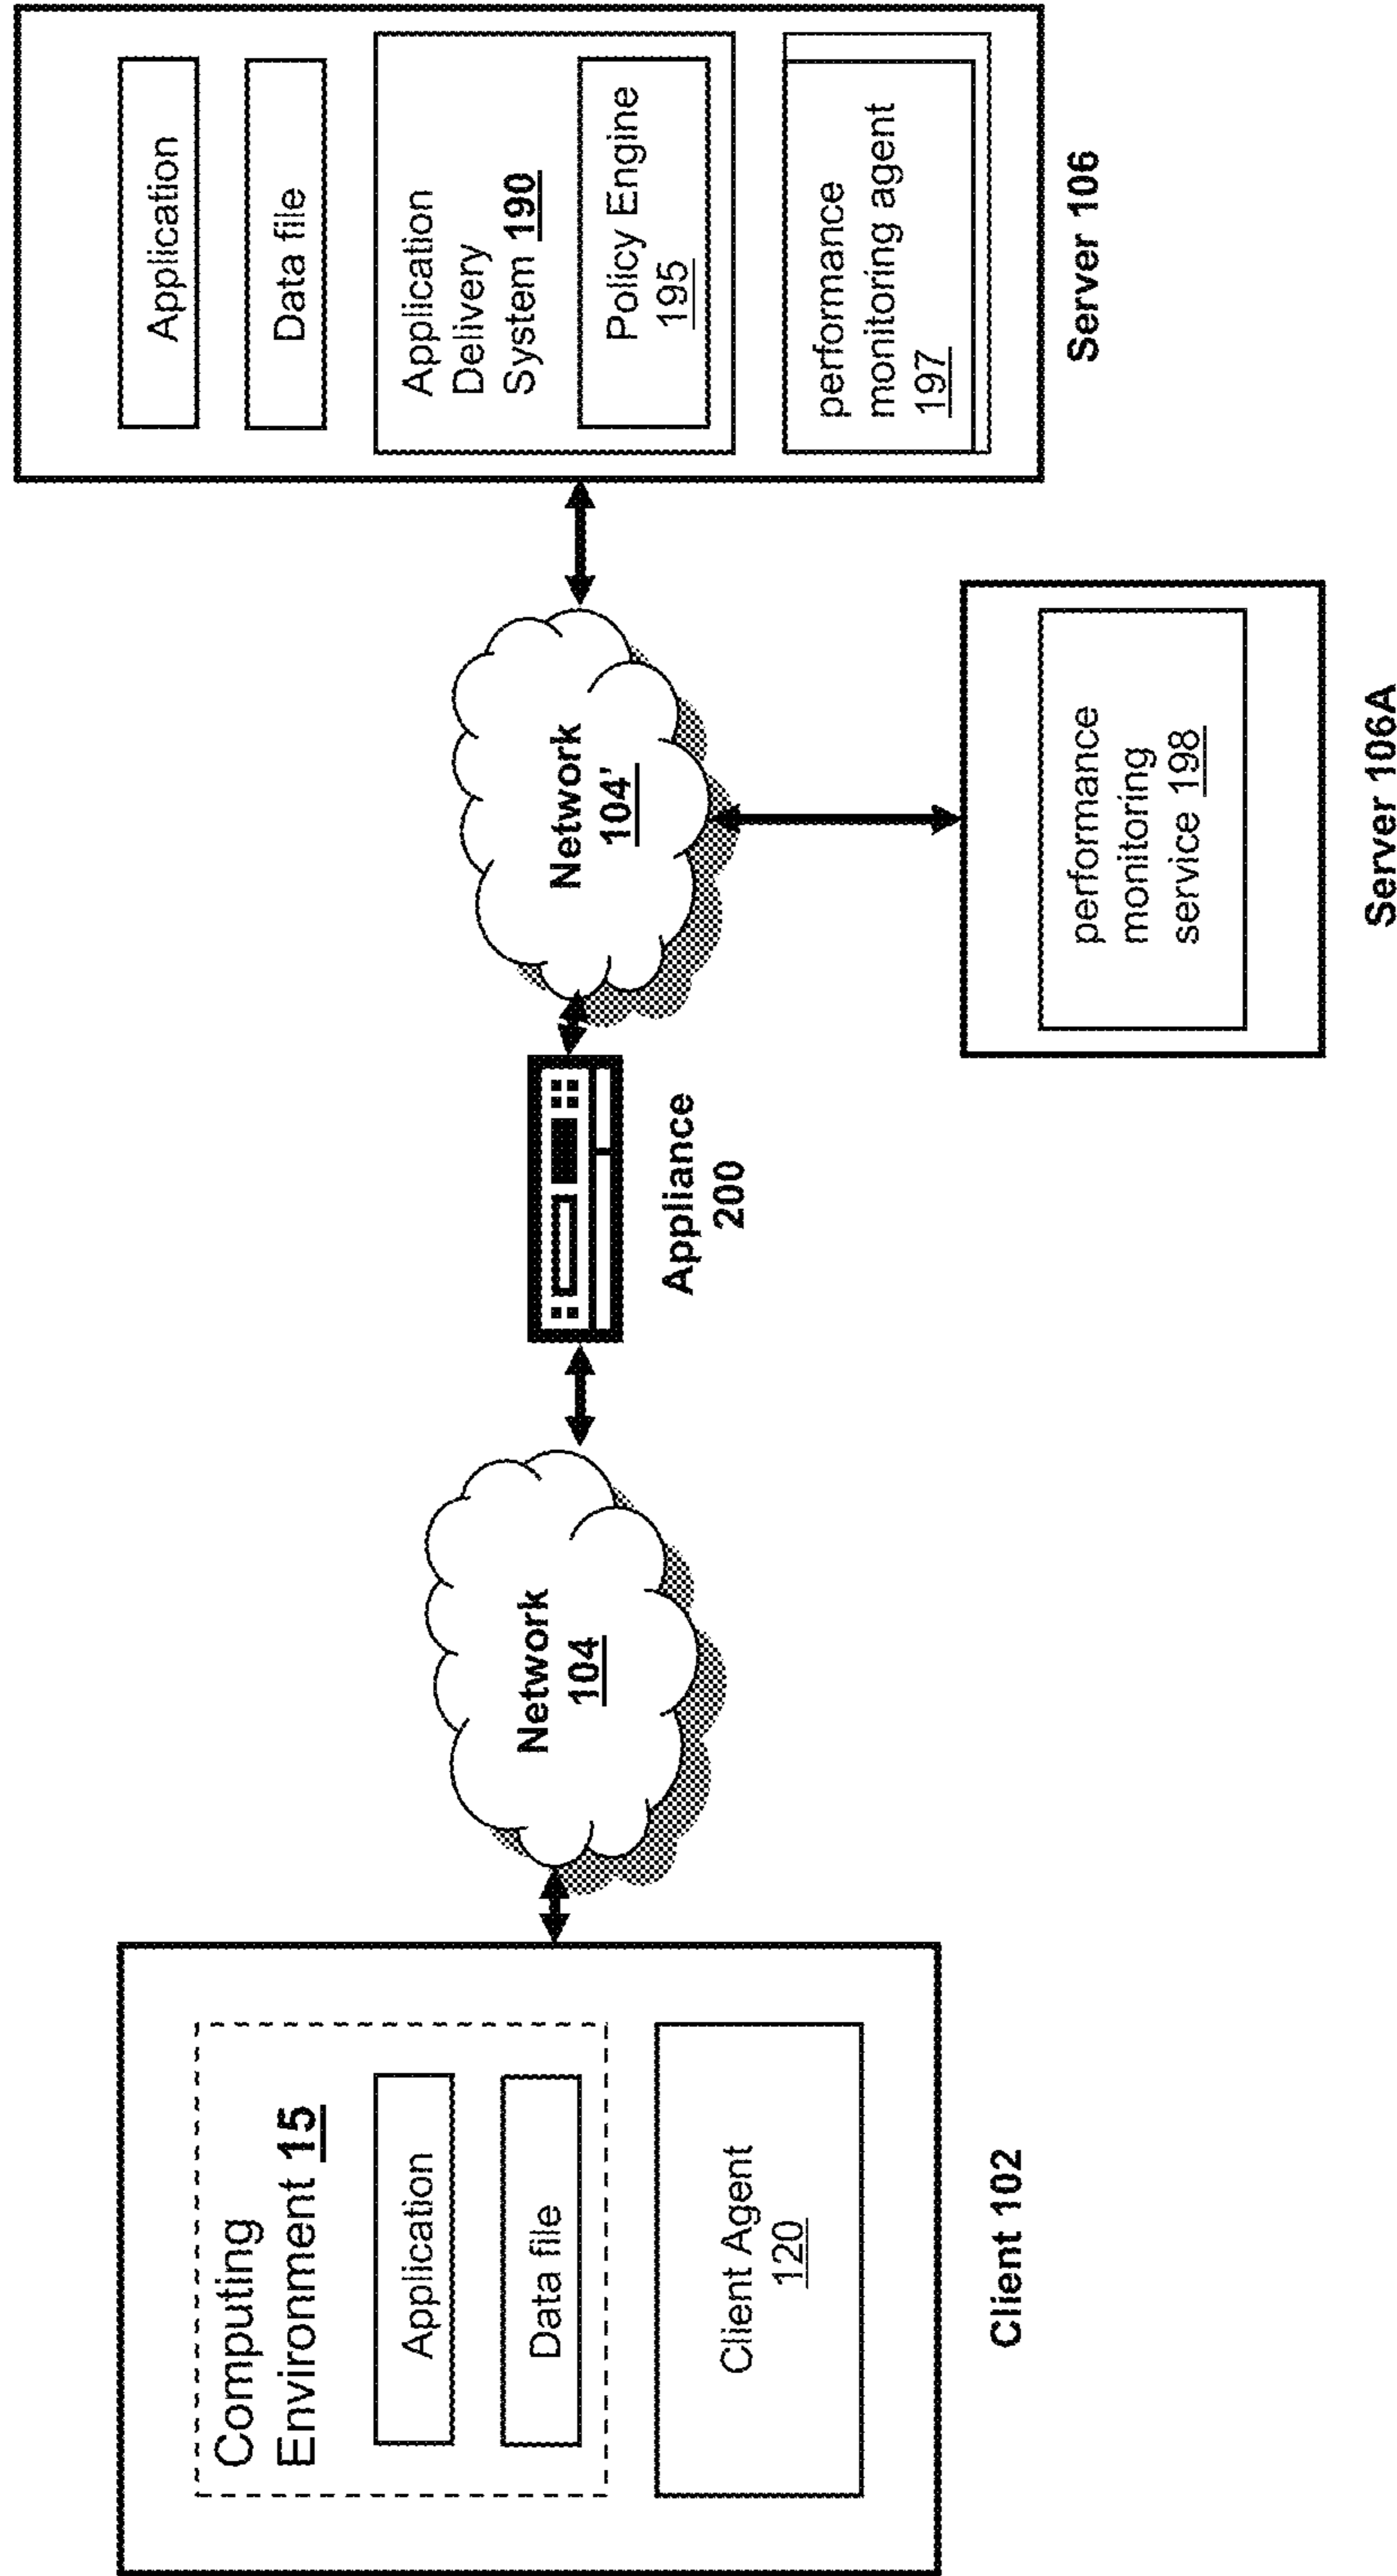 Computing
Environment 15
Application
Data file
Client Agent
120
Client 102
Network
104
Appliance
200
Network
104'
performance
monitoring
service 198
Server 106A
Application
Data file
Application
Delivery
System 190
Policy Engine
195
performance
monitoring agent
197
Server 106